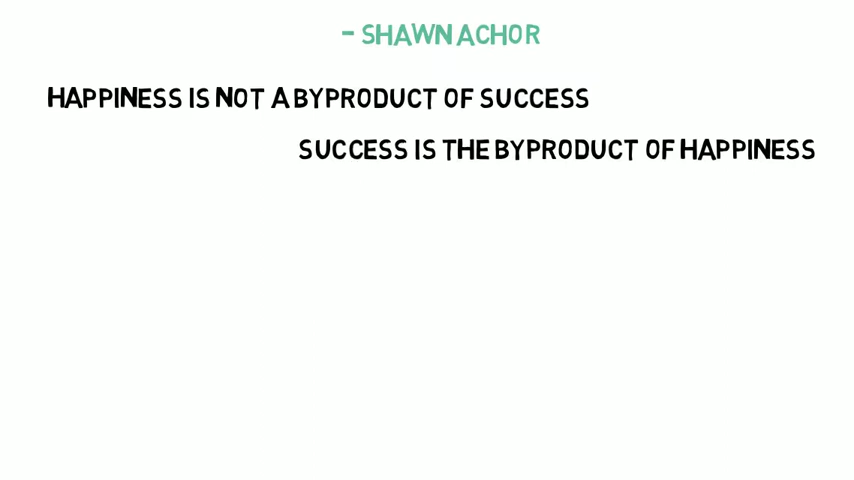 - SHAWN ACHOR
HAPPINESS IS NOT A BYPRODUCT OF SUCCESS
SUCCESS IS THE BYPRODUCT OF HAPPINESS